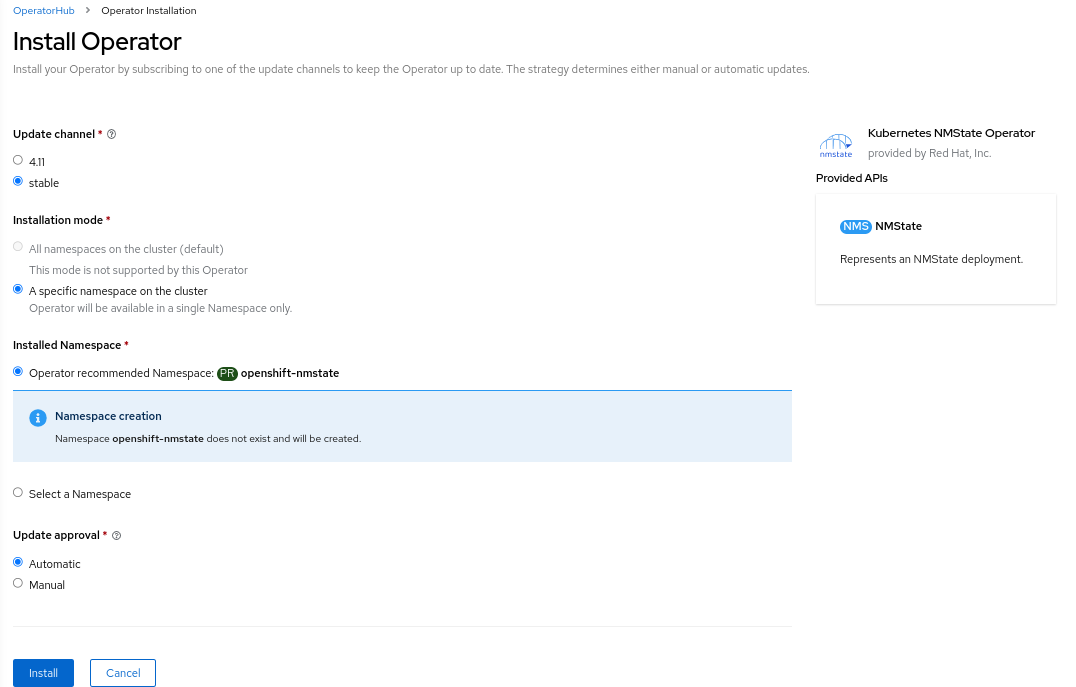 OperatorHub > Operator Installation
Install Operator
Install your Operator by subscribing to one of the update channels to keep the Operator up to date. The strategy determines either manual or automatic updates.
Update channel *
4.11
stable
Installation mode *
All namespaces on the cluster (default)
This mode is not supported by this Operator
A specific namespace on the cluster
Operator will be available in a single Namespace only.
Installed Namespace *
Operator recommended Namespace: PR openshift-nmstate
Namespace creation
Namespace openshift-nmstate does not exist and will be created.
Select a Namespace
Update approval *
Automatic
Manual
Install Cancel
nmstate
Kubernetes NMState Operator
provided by Red Hat, Inc.
Provided APIs
NMS NMState
Represents an NMState deployment.